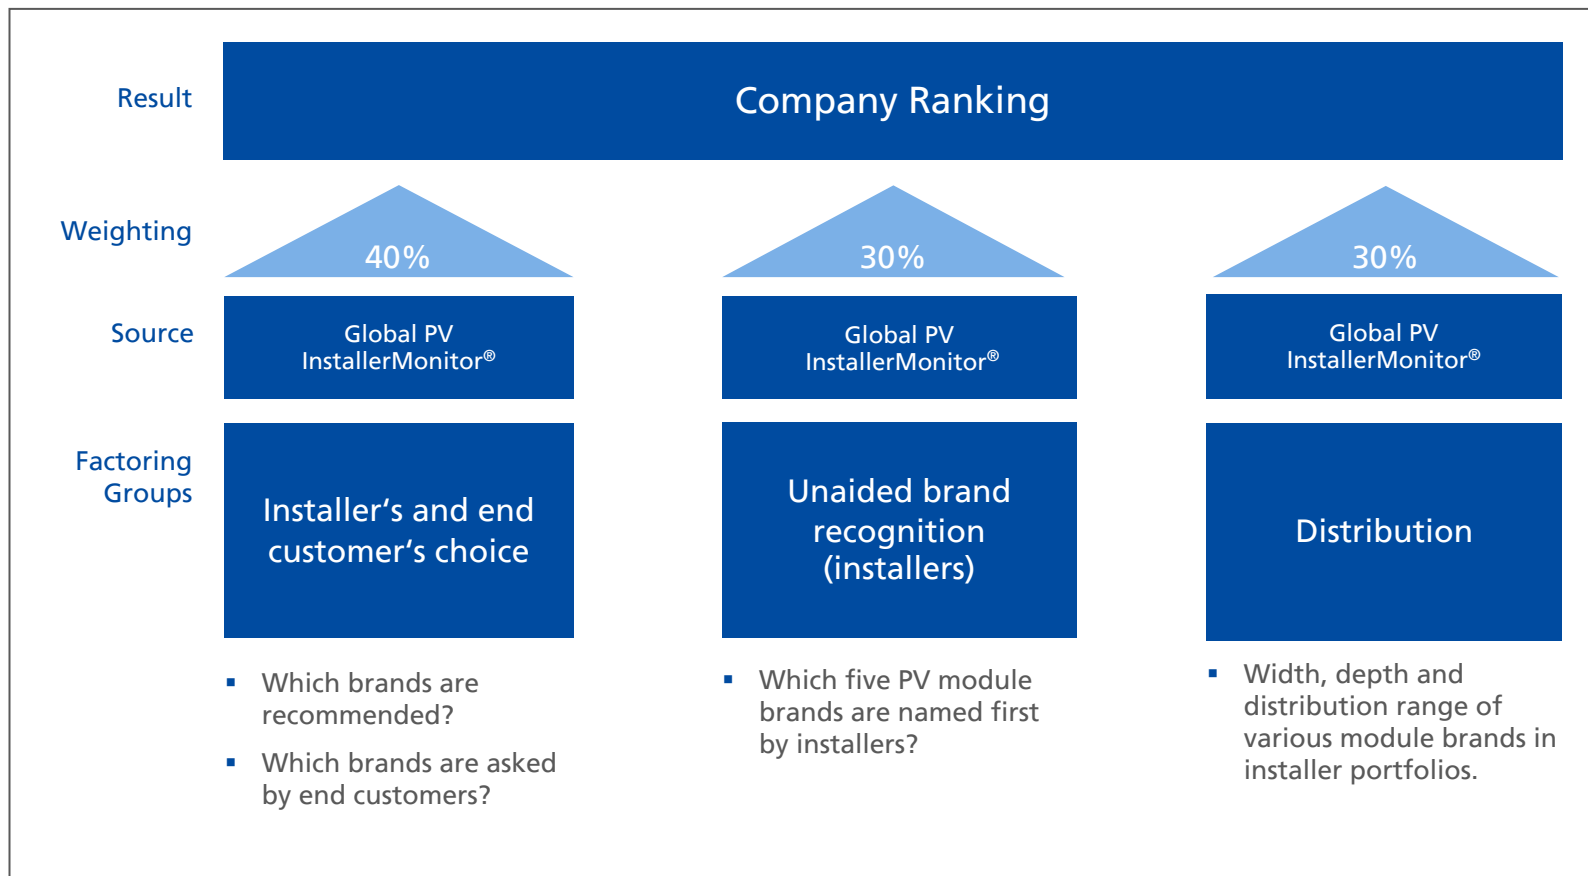 Result
Company Ranking
Weighting
40%
30%
30%
Source
Global PV
InstallerMonitor®
Global PV
InstallerMonitor®
Global PV
InstallerMonitor®
Factoring
Groups
Installer‘s and end
customer‘s choice
Unaided brand
recognition
(installers)
Distribution
▪ Which brands are
recommended?
▪ Which brands are asked
by end customers?
▪ Which five PV module
brands are named first
by installers?
▪ Width, depth and
distribution range of
various module brands in
installer portfolios.